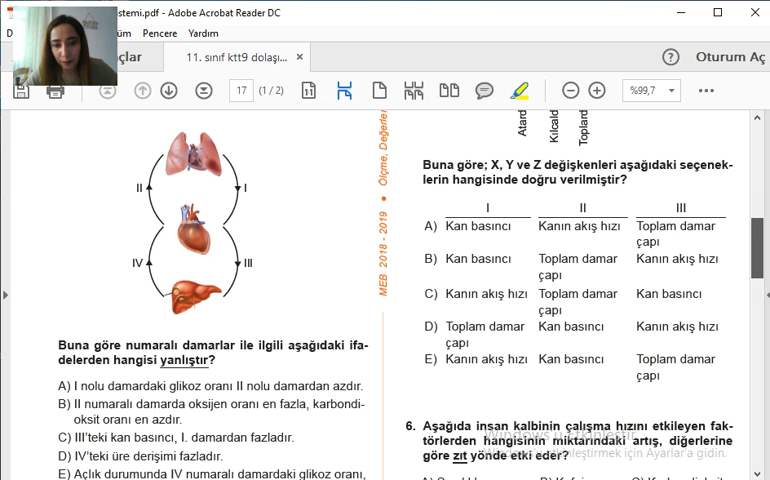 stemi.pdf - Adobe Acrobat Reader DC
D
üm
Pencere
Yardım
çlar
11. sınıf ktt9 dolaşı...
Oturum Aç
17
(1 / 2)
%99,7
II
I
IV
III
MEB 2018 - 2019 ● Ölçme, Değerler
Buna göre numaralı damarlar ile ilgili aşağıdaki ifa-
delerden hangisi yanlıştır?
A) I nolu damardaki glikoz oranı II nolu damardan azdır.
B) II numaralı damarda oksijen oranı en fazla, karbondi-
oksit oranı en azdır.
C) III'teki kan basıncı, I. damardan fazladır.
D) IV'teki üre derişimi fazladır.
E) Açlık durumunda IV numaralı damardaki glikoz oranı,
Atard
Kılcald
Toplard
Buna göre; X, Y ve Z değişkenleri aşağıdaki seçenek-
lerin hangisinde doğru verilmiştir?
I II III
A) Kan basıncı Kanın akış hızı Toplam damar
çapı
B) Kan basıncı Toplam damar Kanın akış hızı
çapı
C) Kanın akış hızı Toplam damar Kan basıncı
çapı
D) Toplam damar Kan basıncı Kanın akış hızı
çapı
E) Kanın akış hızı Kan basıncı Toplam damar
çapı
6. Aşağıda insan kalbinin çalışma hızını etkileyen fak-
törlerden hangisinin miktarındaki artış, diğerlerine
göre zıt yönde etki eder?
Windows'u Etkinleştir
Windows'u etkinleştirmek için Ayarlar'a gidin.